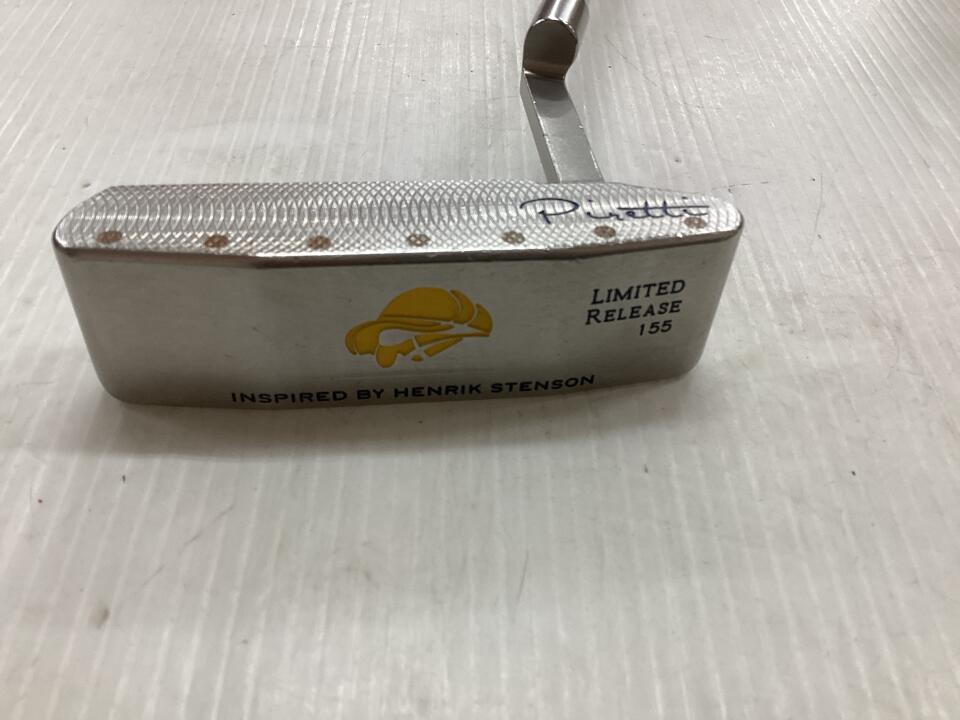 Piretti
LIMITED
RELEASE
155
INSPIRED BY HENRIK STENSON